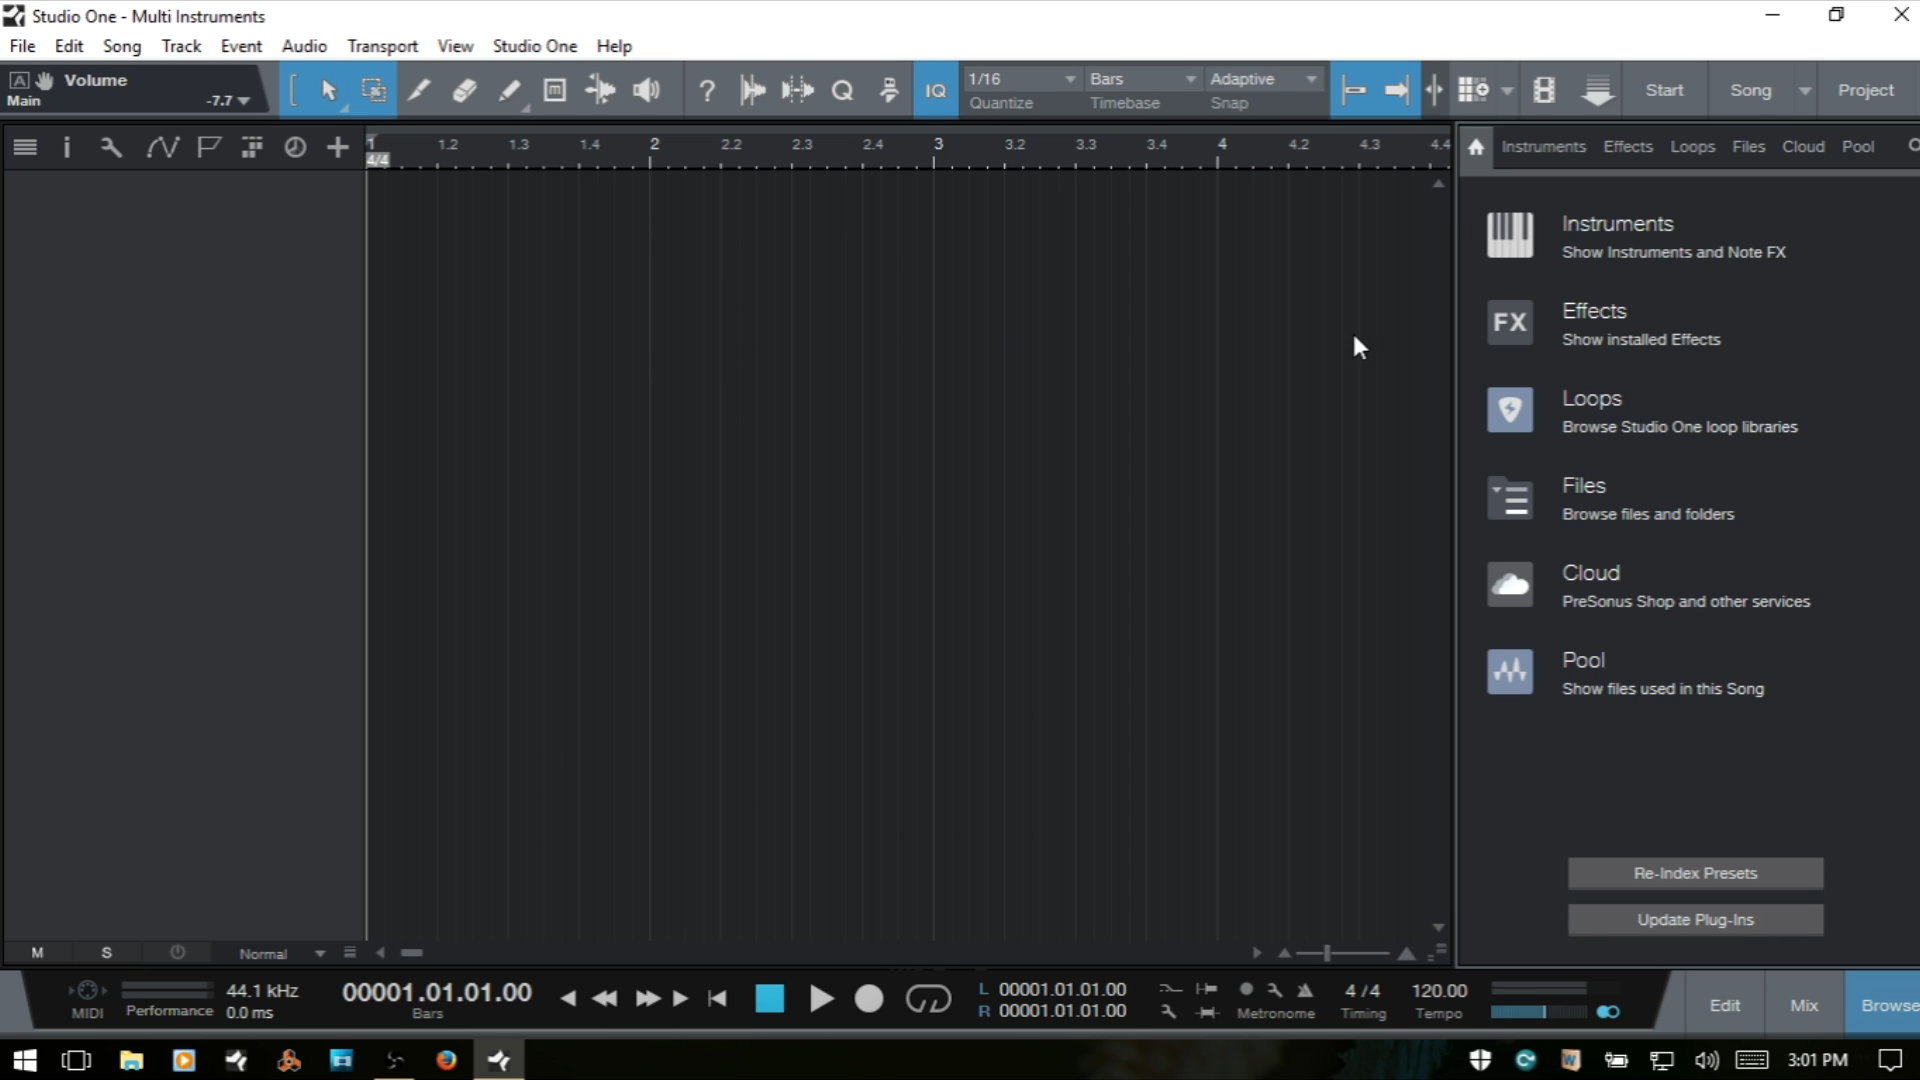 Studio One - Multi Instruments
File Edit Song Track Event Audio Transport View Studio One Help
A Volume
Main -7.7
? Q IQ
1/16 Bars Adaptive
Quantize Timebase Snap
Start Song Project
i
1 1.2 1.3 1.4 2 2.2 2.3 2.4 3 3.2 3.3 3.4 4 4.2 4.3 4.4
4/4
Instruments Effects Loops Files Cloud Pool
Instruments
Show Instruments and Note FX
FX
Effects
Show installed Effects
Loops
Browse Studio One loop libraries
Files
Browse files and folders
Cloud
PreSonus Shop and other services
Pool
Show files used in this Song
Re-Index Presets
Update Plug-Ins
M S Normal
MIDI Performance
44.1 kHz
0.0 ms
00001.01.01.00
Bars
L 00001.01.01.00
R 00001.01.01.00
Metronome
4 / 4
Timing
120.00
Tempo
Edit Mix Browse
3:01 PM